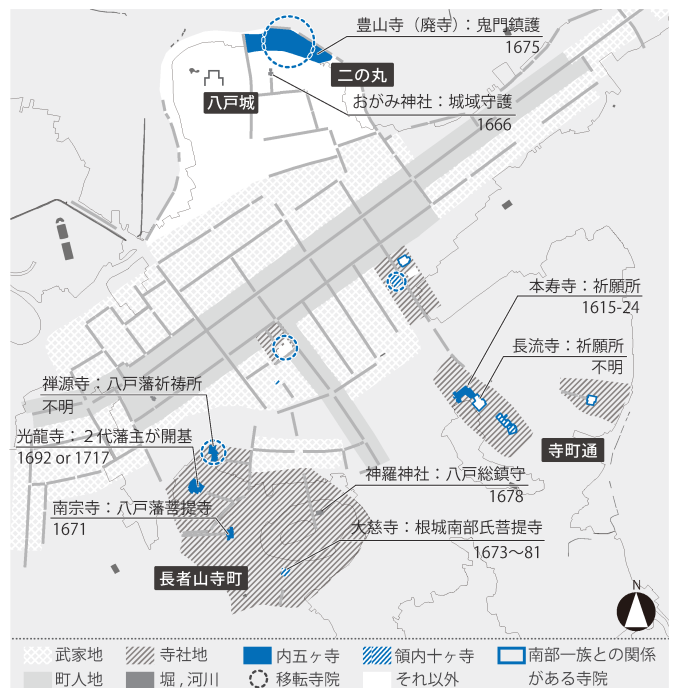 豊山寺（廃寺）：鬼門鎮護
1675
二の丸
八戸城
おがみ神社：城域守護
1666
本寿寺：祈願所
1615-24
長流寺：祈願所
不明
禅源寺：八戸藩祈祷所
不明
光龍寺：２代藩主が開基
1692 or 1717
寺町通
神羅神社：八戸総鎮守
1678
南宗寺：八戸藩菩提寺
1671
大慈寺：根城南部氏菩提寺
1673〜81
長者山寺町
N
武家地
寺社地
内五ヶ寺
領内十ヶ寺
南部一族との関係
がある寺院
町人地
堀 , 河川
移転寺院
それ以外